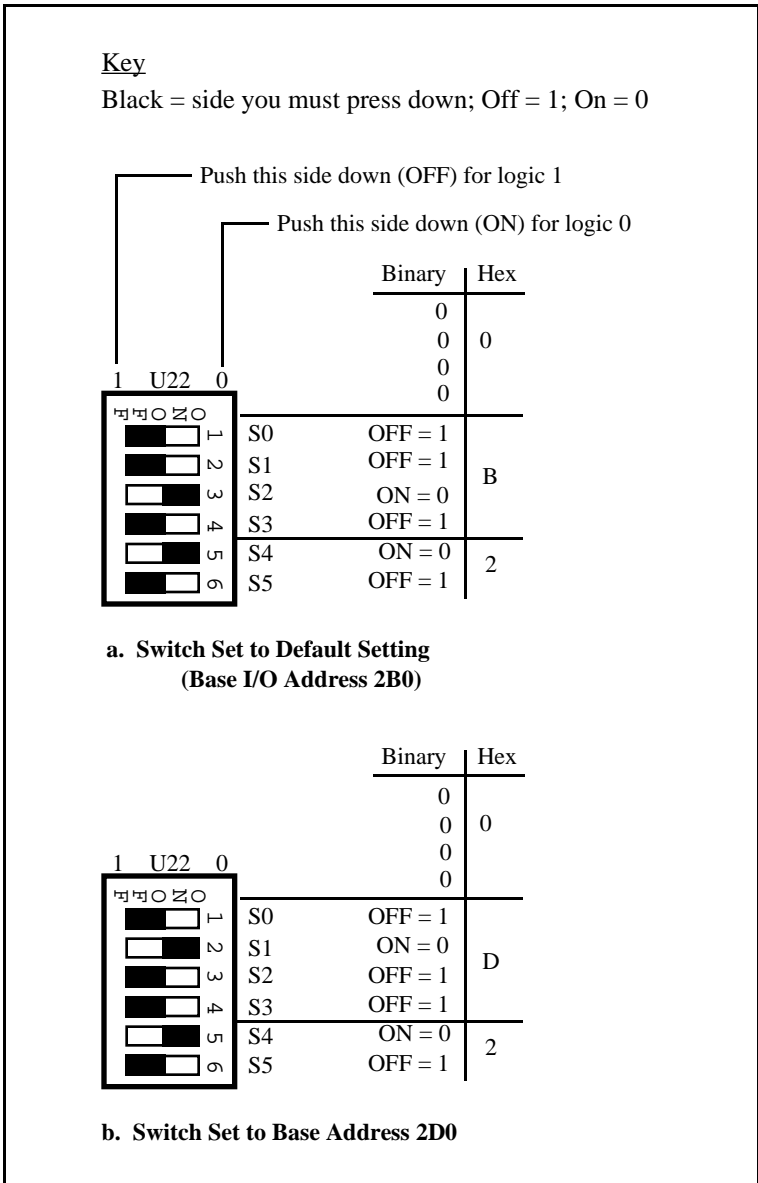 Key
Black = side you must press down; Off = 1; On = 0
Push this side down (OFF) for logic 1
Push this side down (ON) for logic 0
Binary Hex
0
0 0
0
0
1 U22 0
OFF ON
1 S0 OFF = 1
2 S1 OFF = 1
B
3 S2 ON = 0
4 S3 OFF = 1
5 S4 ON = 0
2
6 S5 OFF = 1
a. Switch Set to Default Setting
(Base I/O Address 2B0)
Binary Hex
0
0 0
0
0
1 U22 0
OFF ON
1 S0 OFF = 1
2 S1 ON = 0
D
3 S2 OFF = 1
4 S3 OFF = 1
5 S4 ON = 0
2
6 S5 OFF = 1
b. Switch Set to Base Address 2D0